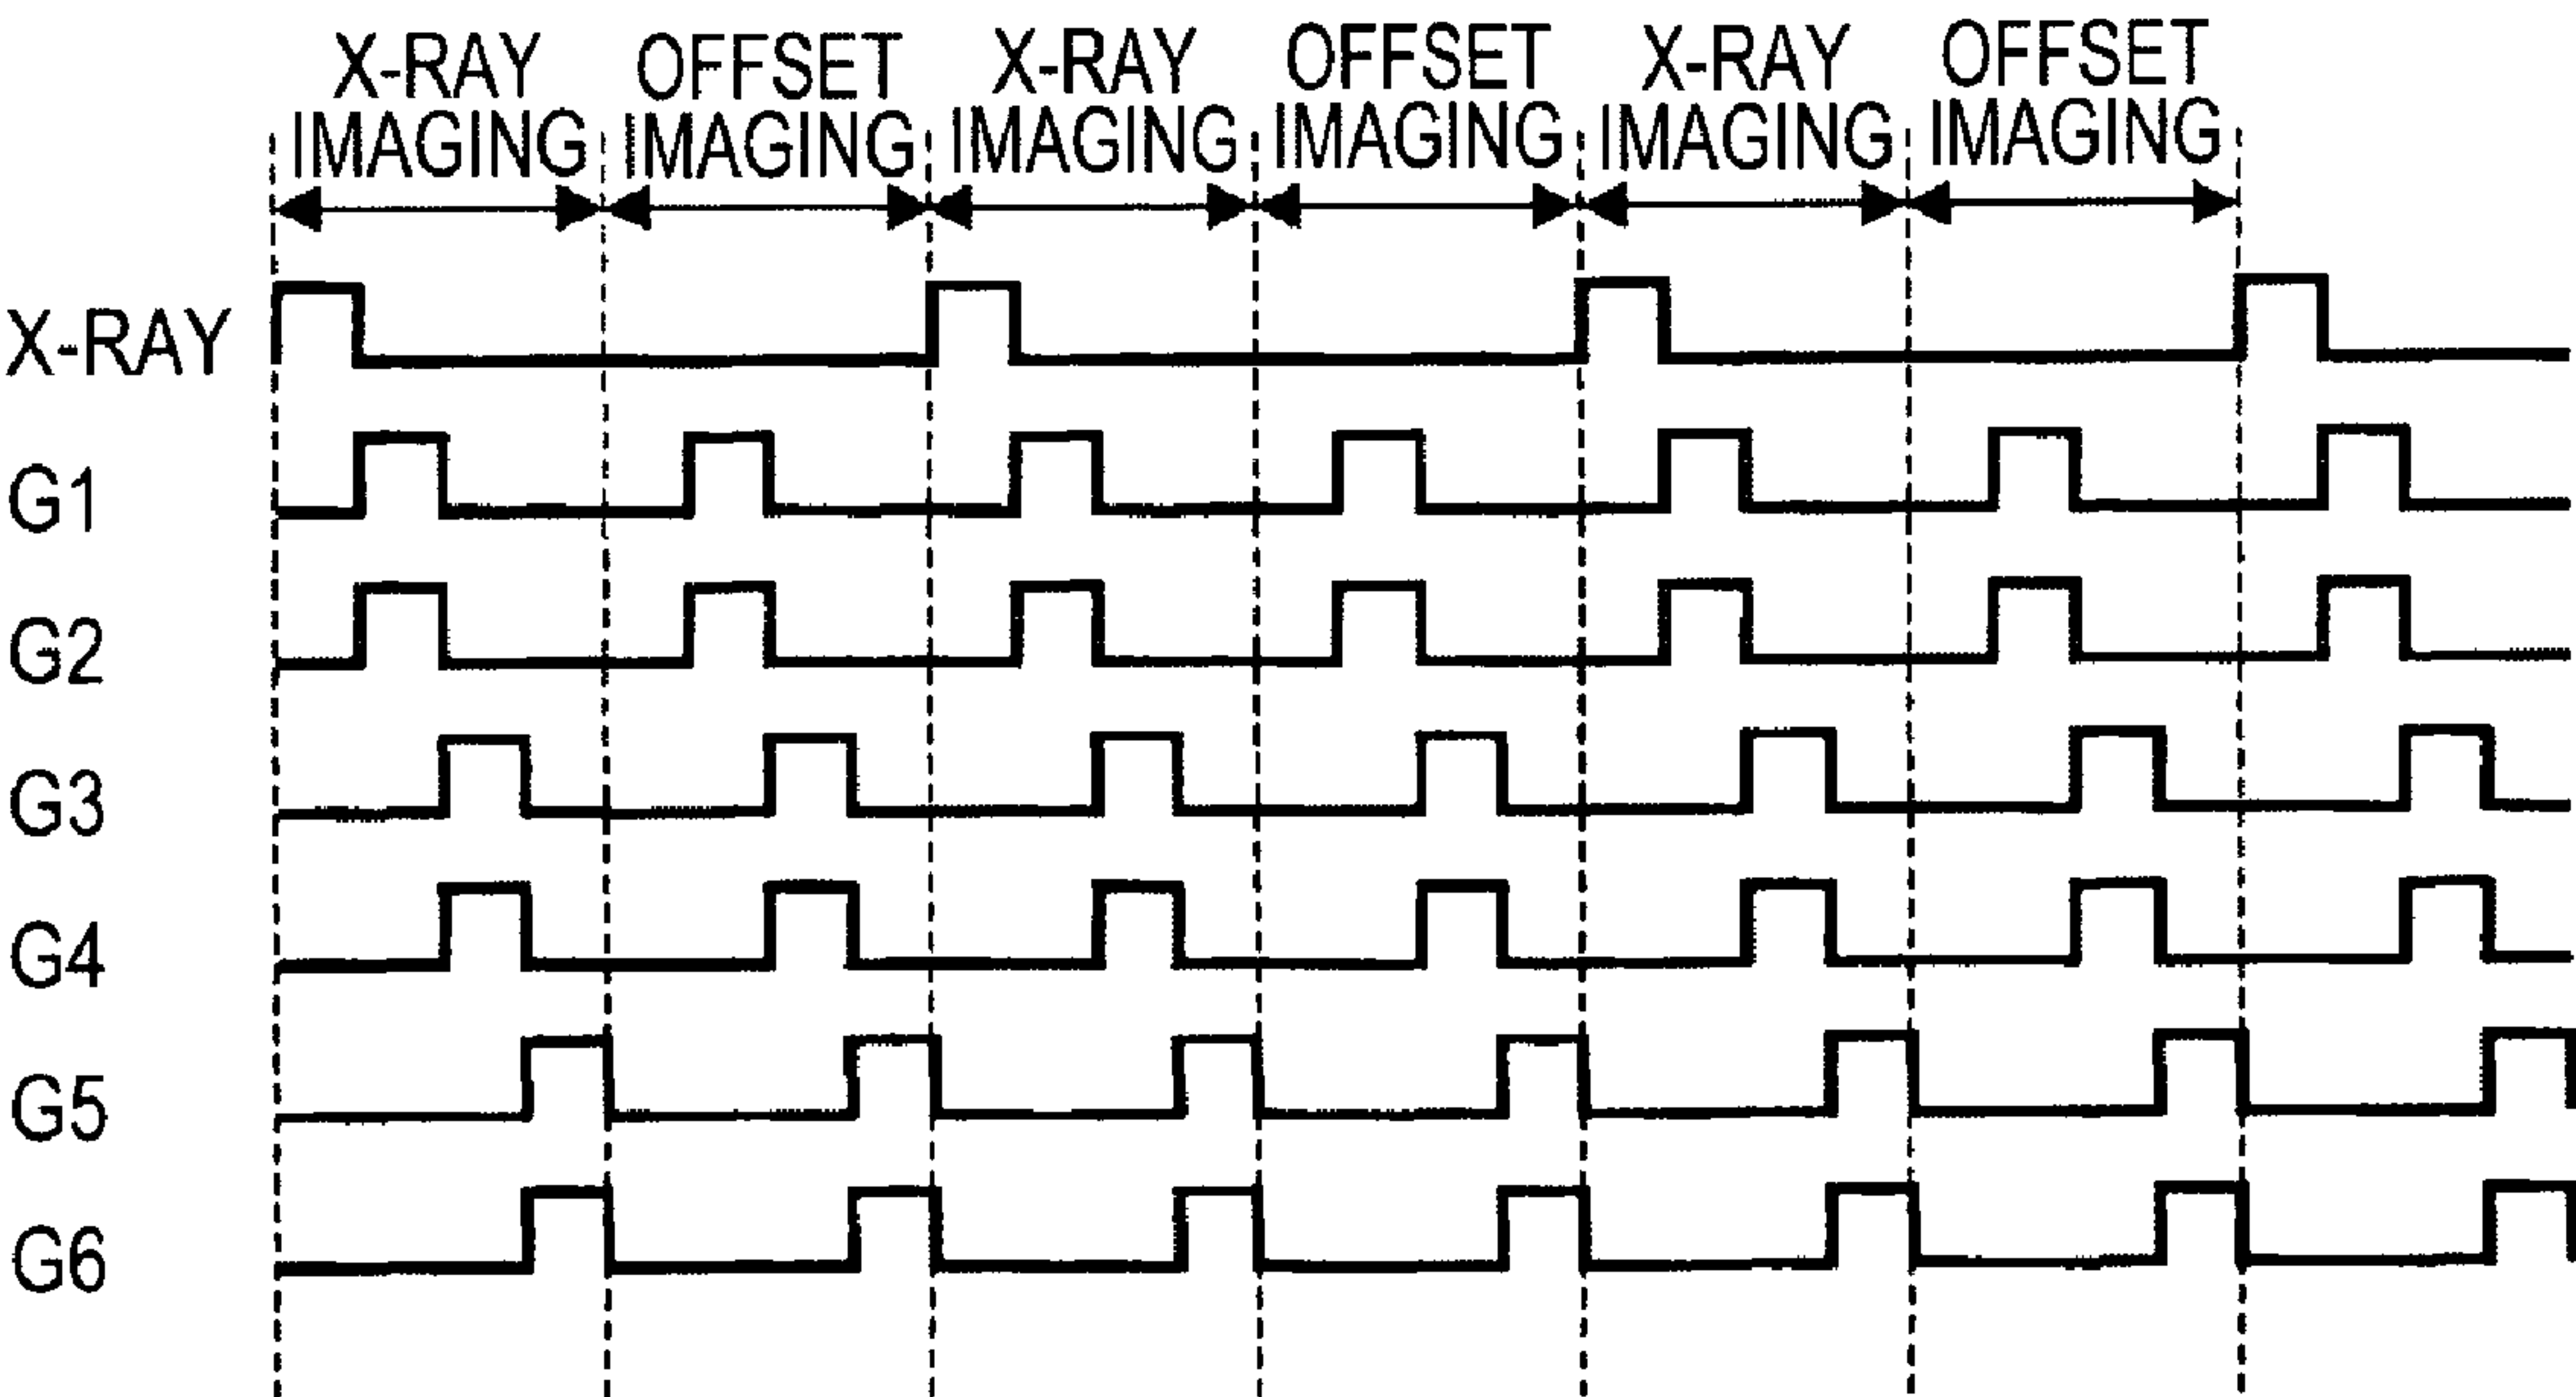 X-RAY
IMAGING
OFFSET
IMAGING
X-RAY
IMAGING
OFFSET
IMAGING
X-RAY
IMAGING
OFFSET
IMAGING
X-RAY
G1
G2
G3
G4
G5
G6